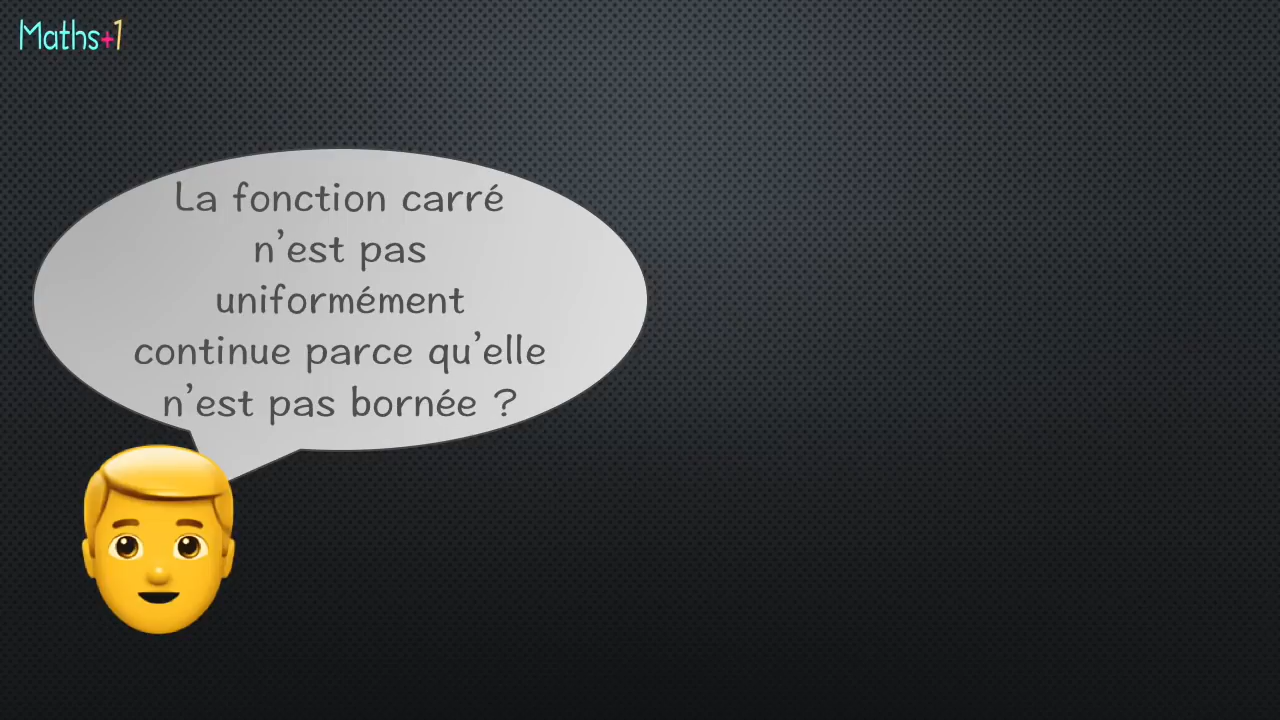 Maths+1
La fonction carré
n'est pas
uniformément
continue parce qu'elle
n'est pas bornée ?